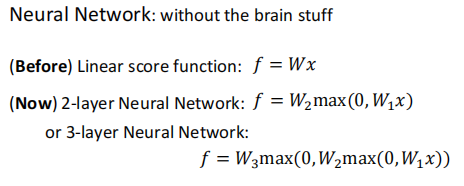 Neural Network: without the brain stuff
(Before) Linear score function: f = Wx
(Now) 2-layer Neural Network: f = W₂max(0, W₁x)
or 3-layer Neural Network:
f = W₃max(0, W₂max(0, W₁x))